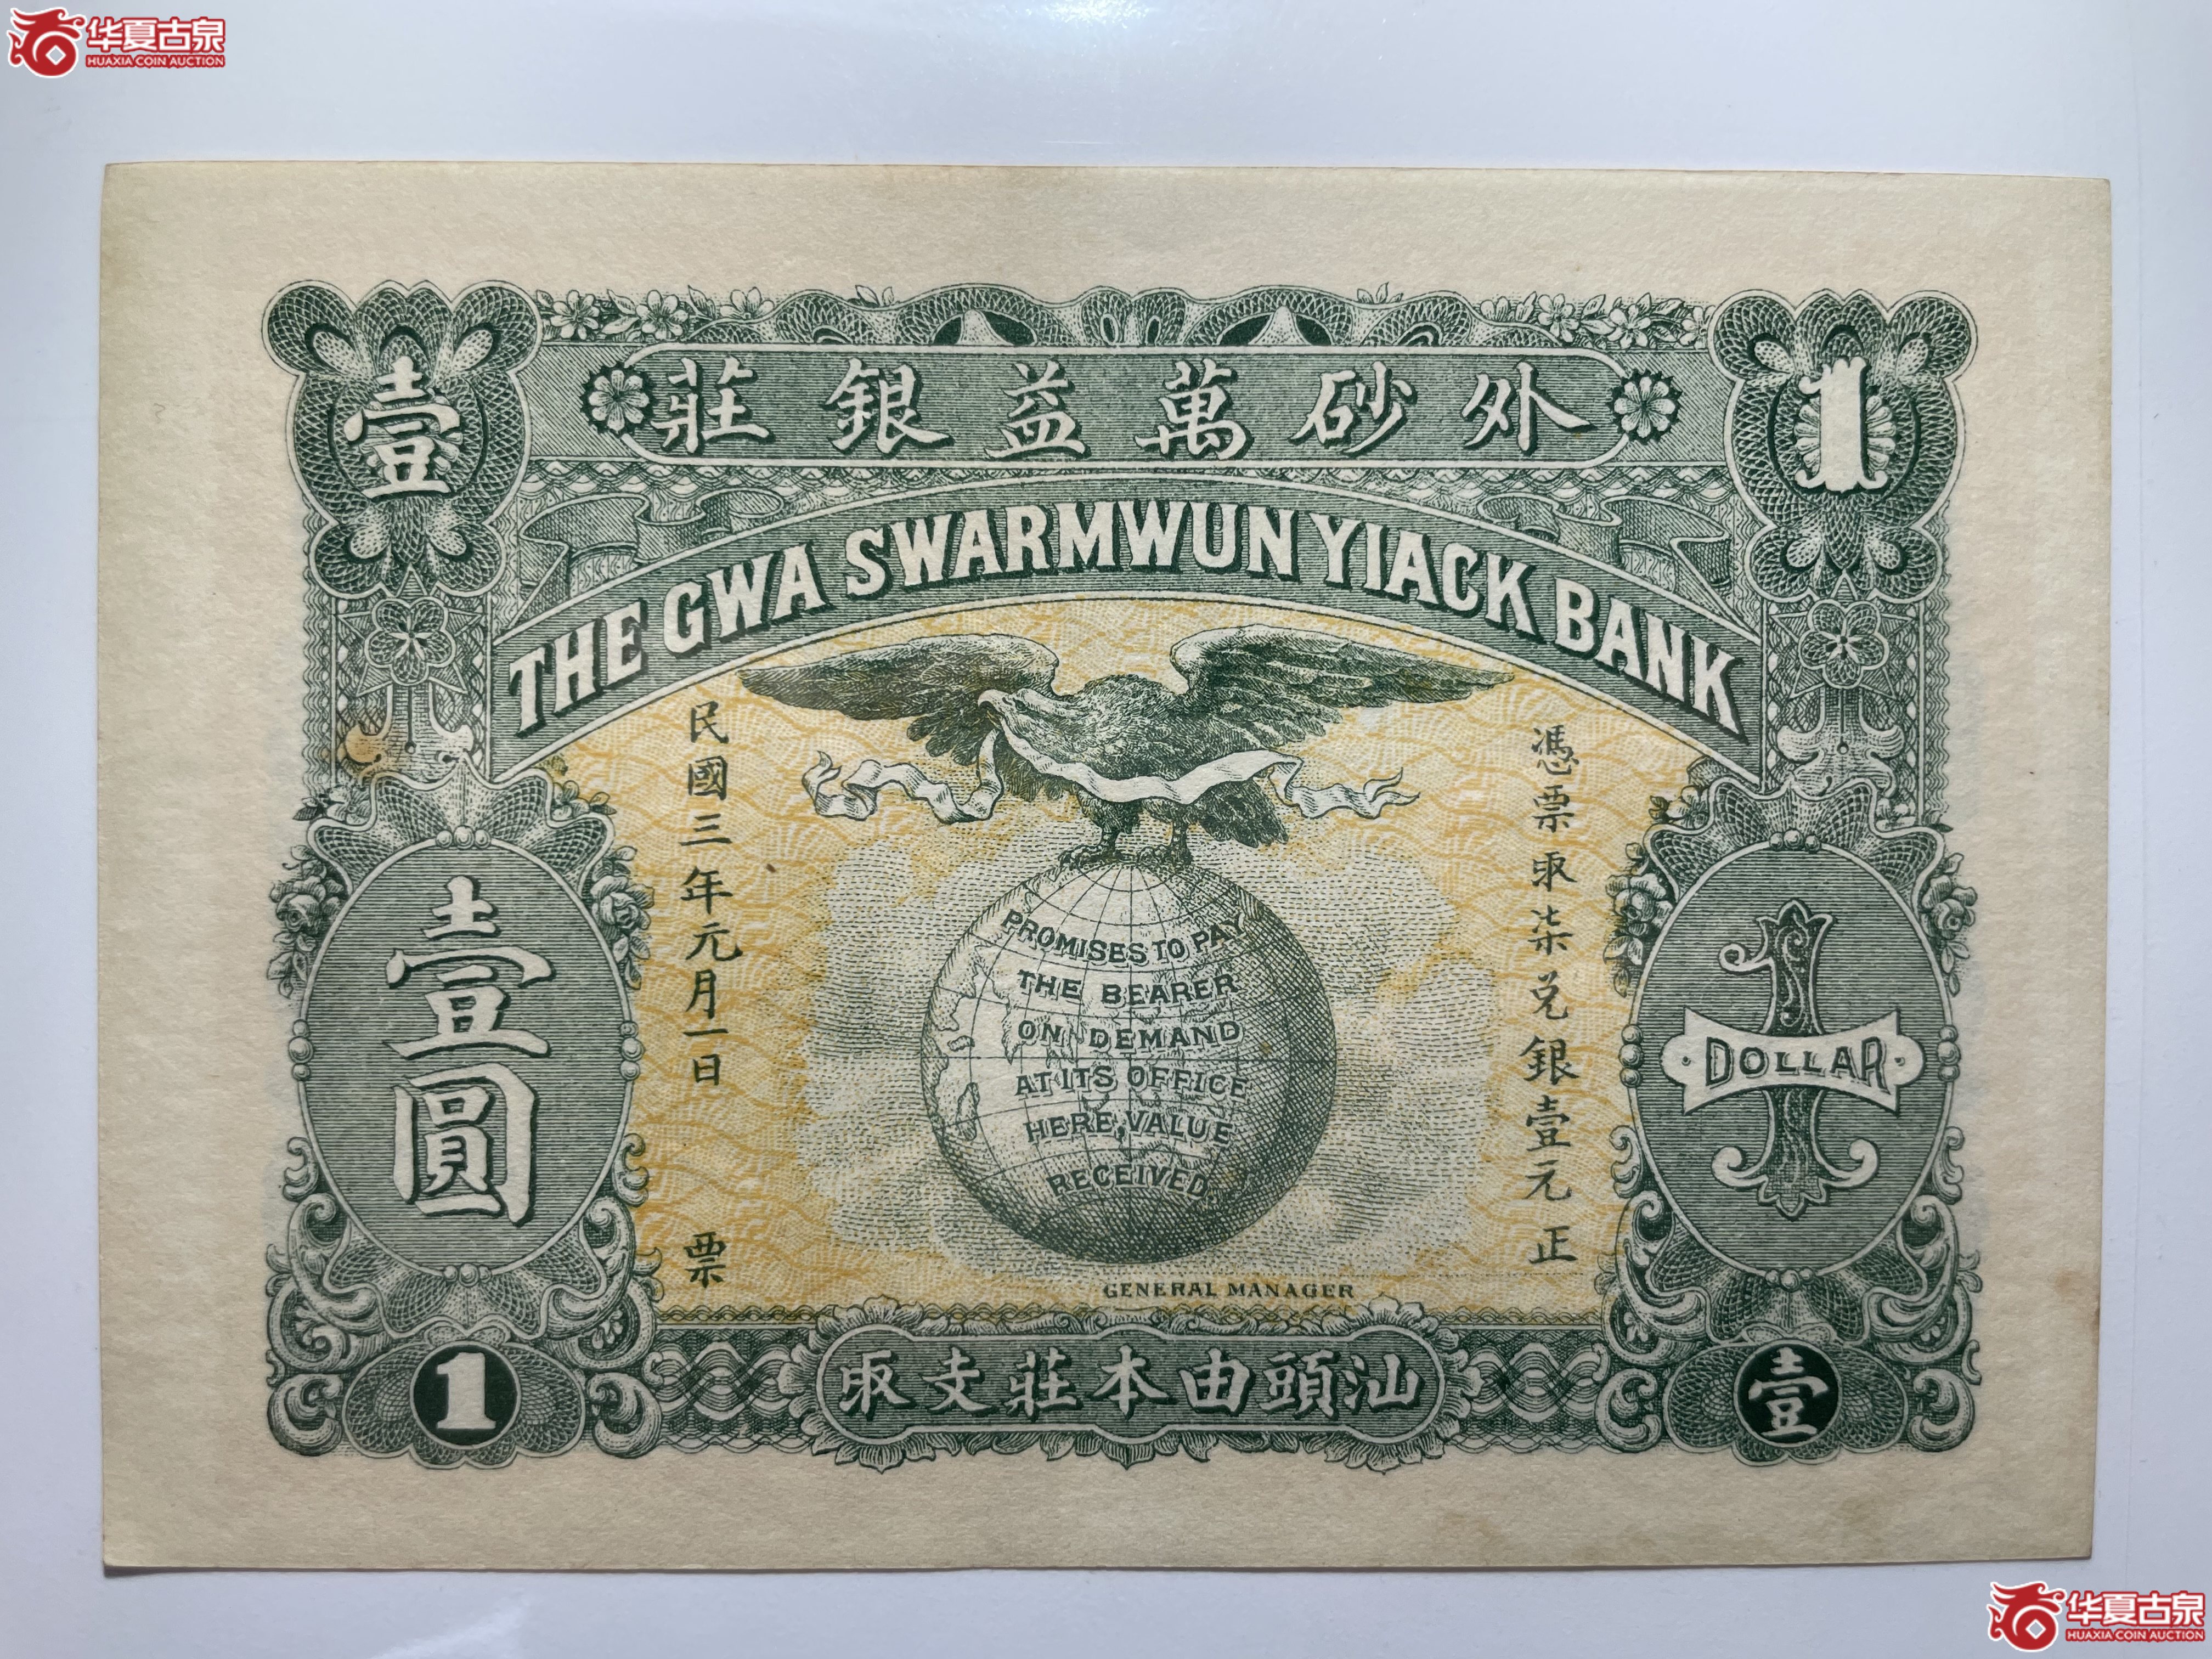 华夏古泉
HUAXIA COIN AUCTION
壹
外砂萬益銀莊
1
THE GWA SWARMWUN YIACK BANK
憑票取柒兑銀壹元正
民國三年元月一日
票
PROMISES TO PAY
THE BEARER
ON DEMAND
AT ITS OFFICE
HERE, VALUE
RECEIVED
壹圓
1
DOLLAR
GENERAL MANAGER
1
汕頭由本莊支取
壹
华夏古泉
HUAXIA COIN AUCTION